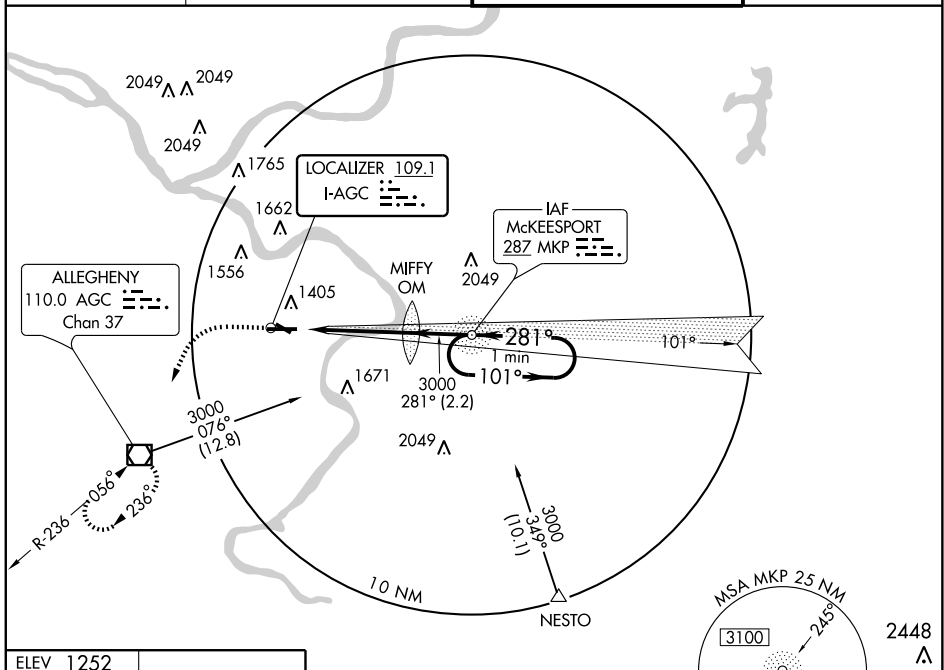 2049
2049
2049
1765
LOCALIZER 109.1
I-AGC
1662
IAF
McKEESPORT
287 MKP
1556
MIFFY
OM
2049
ALLEGHENY
110.0 AGC
Chan 37
1405
281°
101°
1 min
101°
1671
3000
281° (2.2)
3000
076°
(12.8)
2049
056°
236°
R-236
3000
349°
(10.1)
10 NM
NESTO
MSA MKP 25 NM
245°
3100
2448
ELEV 1252